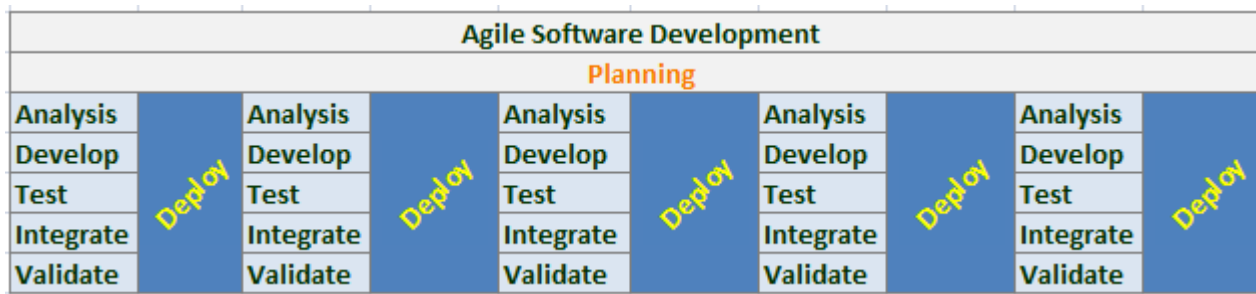 Agile Software Development
Planning
Analysis Analysis Analysis Analysis Analysis
Develop Develop Develop Develop Develop
Test Deploy Test Deploy Test Deploy Test Deploy Test Deploy
Integrate Integrate Integrate Integrate Integrate
Validate Validate Validate Validate Validate